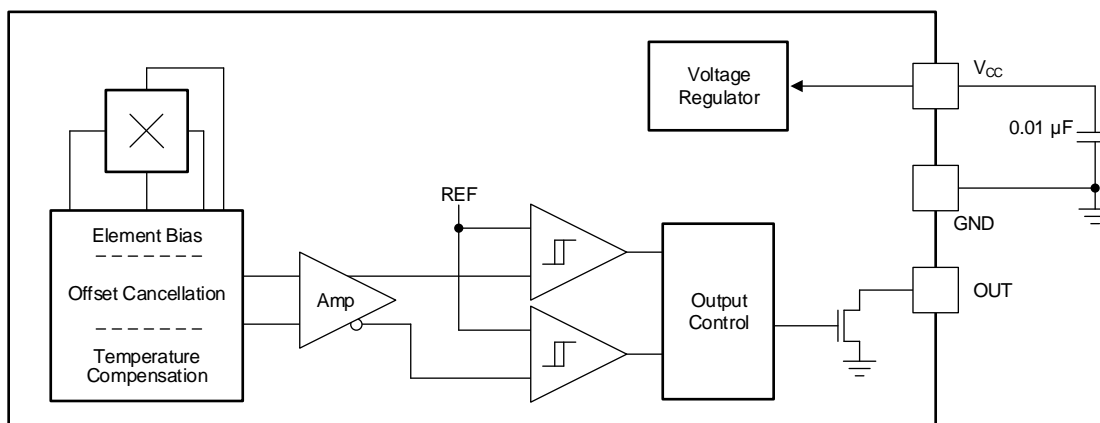 Voltage
Regulator
VCC
0.01 µF
GND
REF
Element Bias
Offset Cancellation
Temperature
Compensation
Amp
Output
Control
OUT